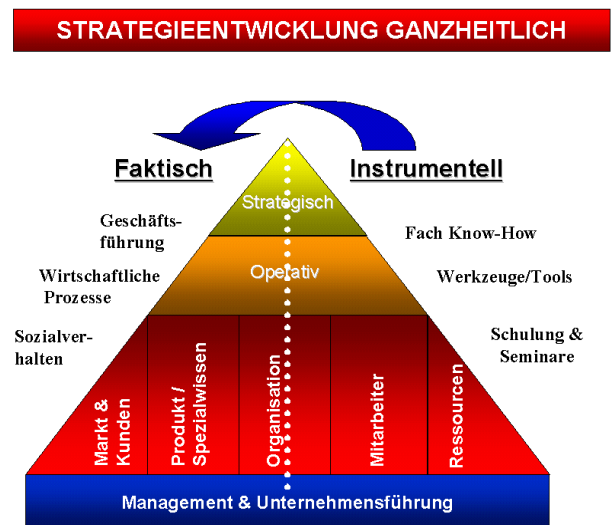 STRATEGIEENTWICKLUNG GANZHEITLICH
Faktisch
Instrumentell
Strategisch
Geschäfts-
führung
Fach Know-How
Operativ
Wirtschaftliche
Prozesse
Werkzeuge/Tools
Sozialver-
halten
Schulung &
Seminare
Markt &
Kunden
Produkt /
Spezialwissen
Organisation
Mitarbeiter
Ressourcen
Management & Unternehmensführung